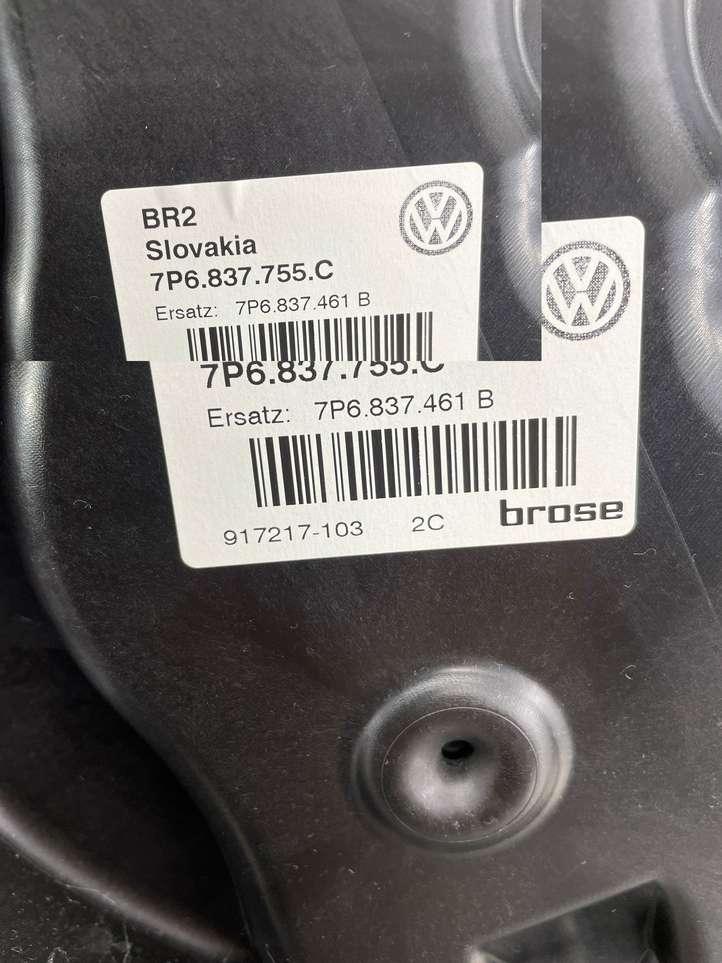 BR2
Slovakia
7P6.837.755.C
Ersatz: 7P6.837.461 B
7P6.837.755.C
Ersatz: 7P6.837.461 B
917217-103 2C brose